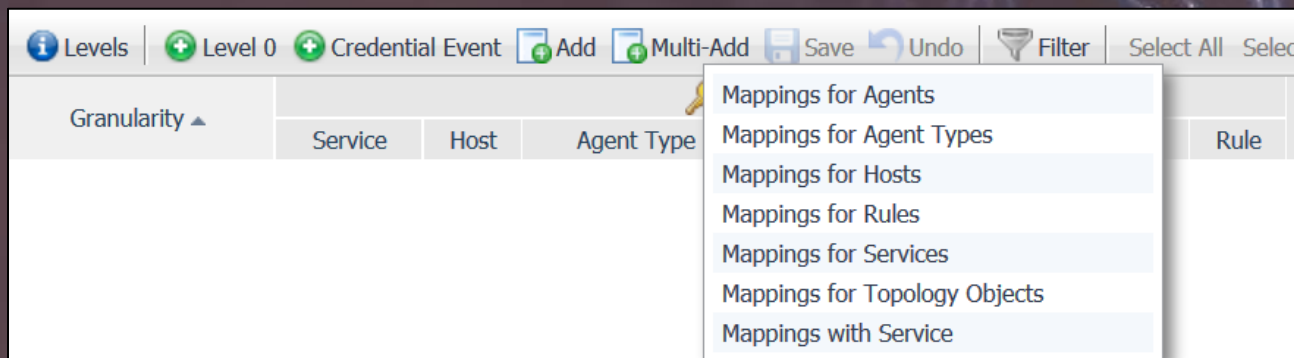 Levels Level 0 Credential Event Add Multi-Add Save Undo Filter Select All
Granularity
Service Host Agent Type Rule
Mappings for Agents
Mappings for Agent Types
Mappings for Hosts
Mappings for Rules
Mappings for Services
Mappings for Topology Objects
Mappings with Service